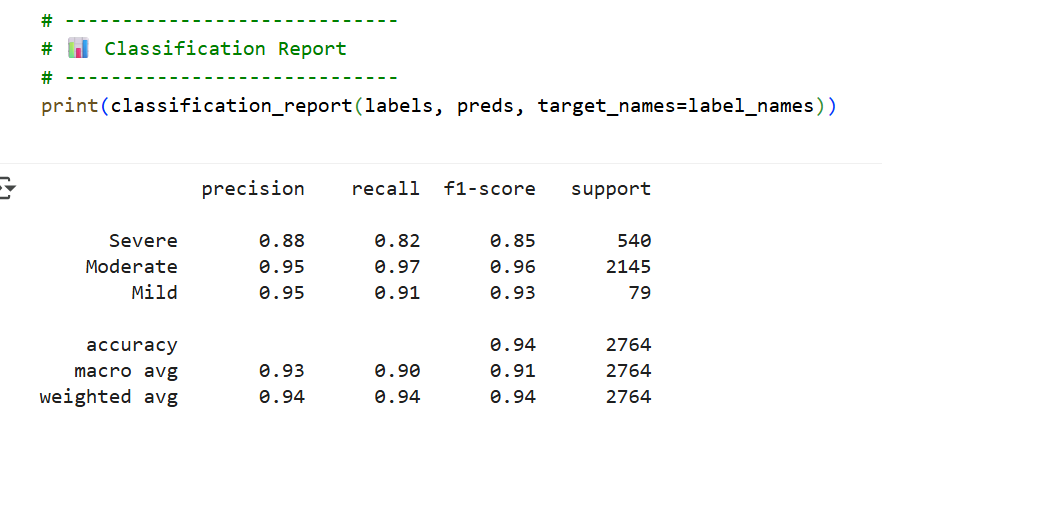 # -----------------------------
# 📊 Classification Report
# -----------------------------
print(classification_report(labels, preds, target_names=label_names))
precision recall f1-score support
Severe 0.88 0.82 0.85 540
Moderate 0.95 0.97 0.96 2145
Mild 0.95 0.91 0.93 79
accuracy 0.94 2764
macro avg 0.93 0.90 0.91 2764
weighted avg 0.94 0.94 0.94 2764